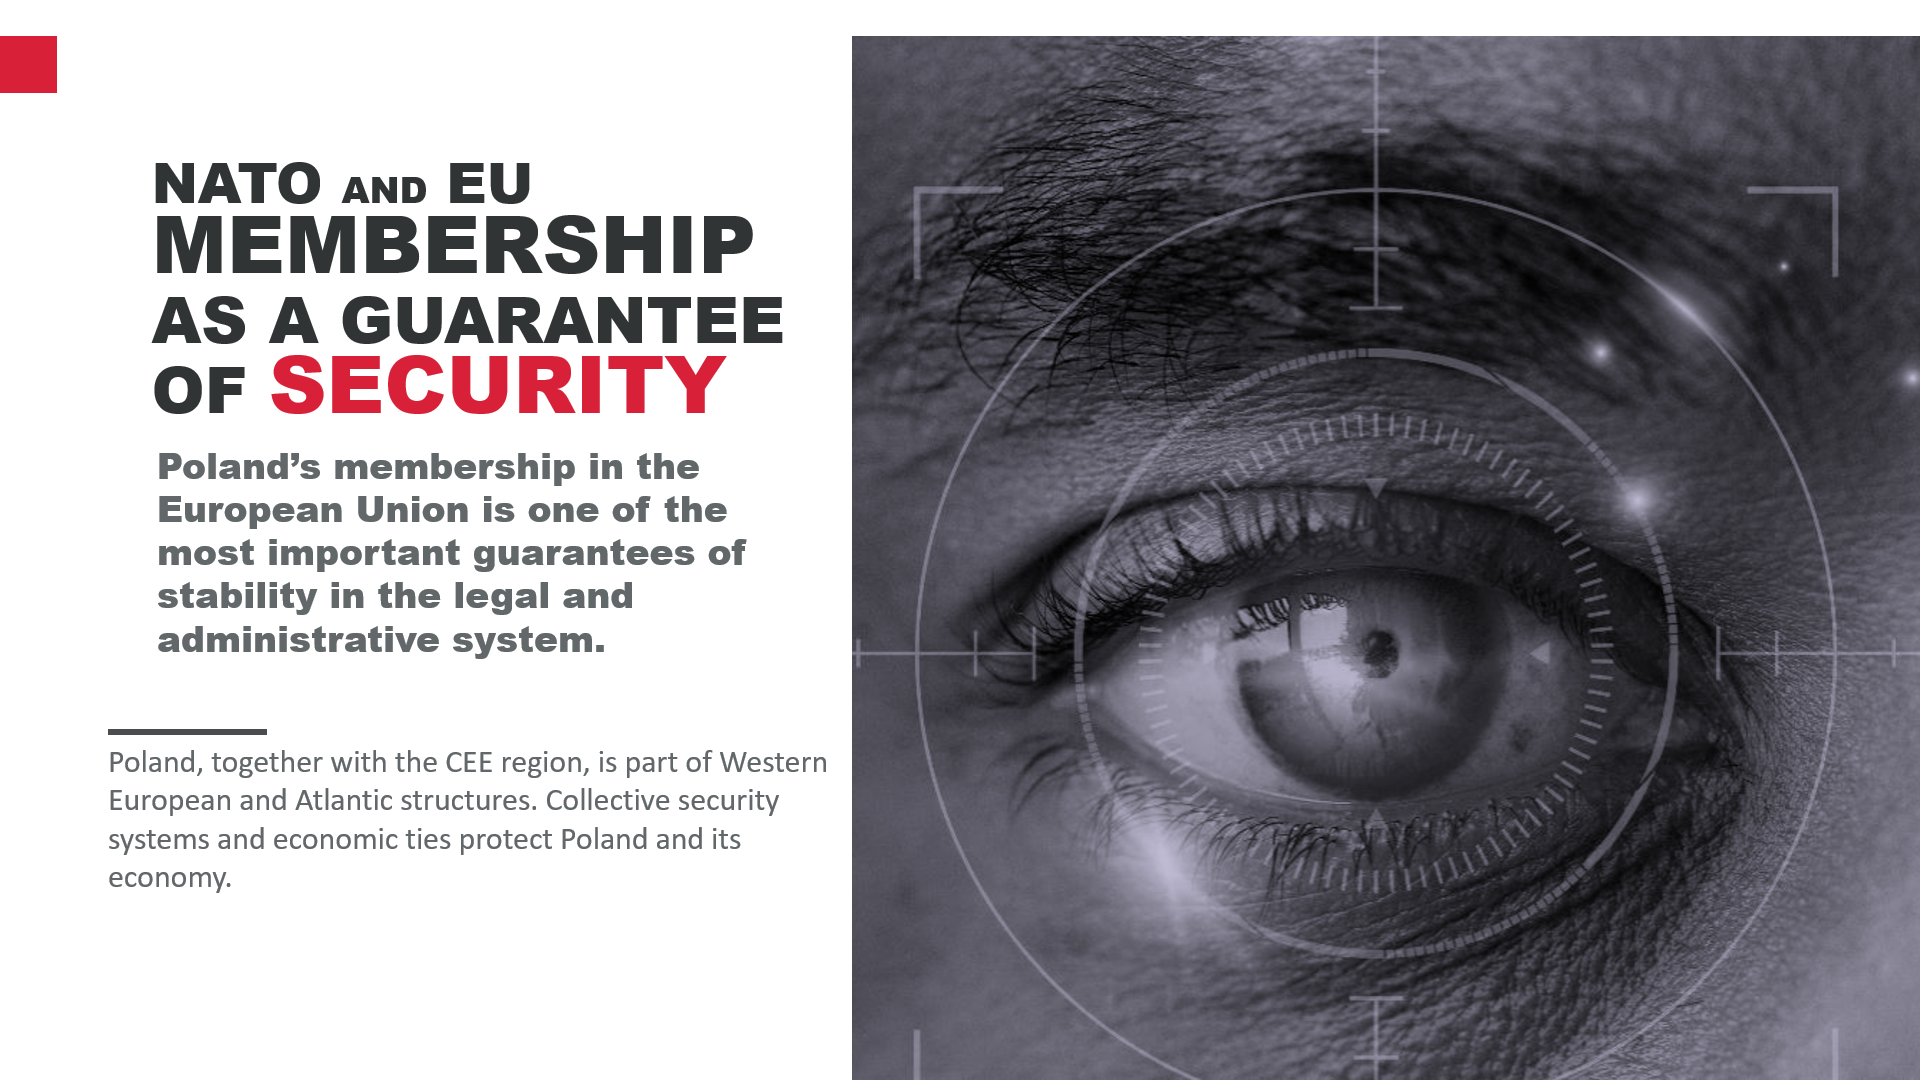 NATO AND EU
MEMBERSHIP
AS A GUARANTEE
OF SECURITY
Poland’s membership in the
European Union is one of the
most important guarantees of
stability in the legal and
administrative system.
Poland, together with the CEE region, is part of Western
European and Atlantic structures. Collective security
systems and economic ties protect Poland and its
economy.